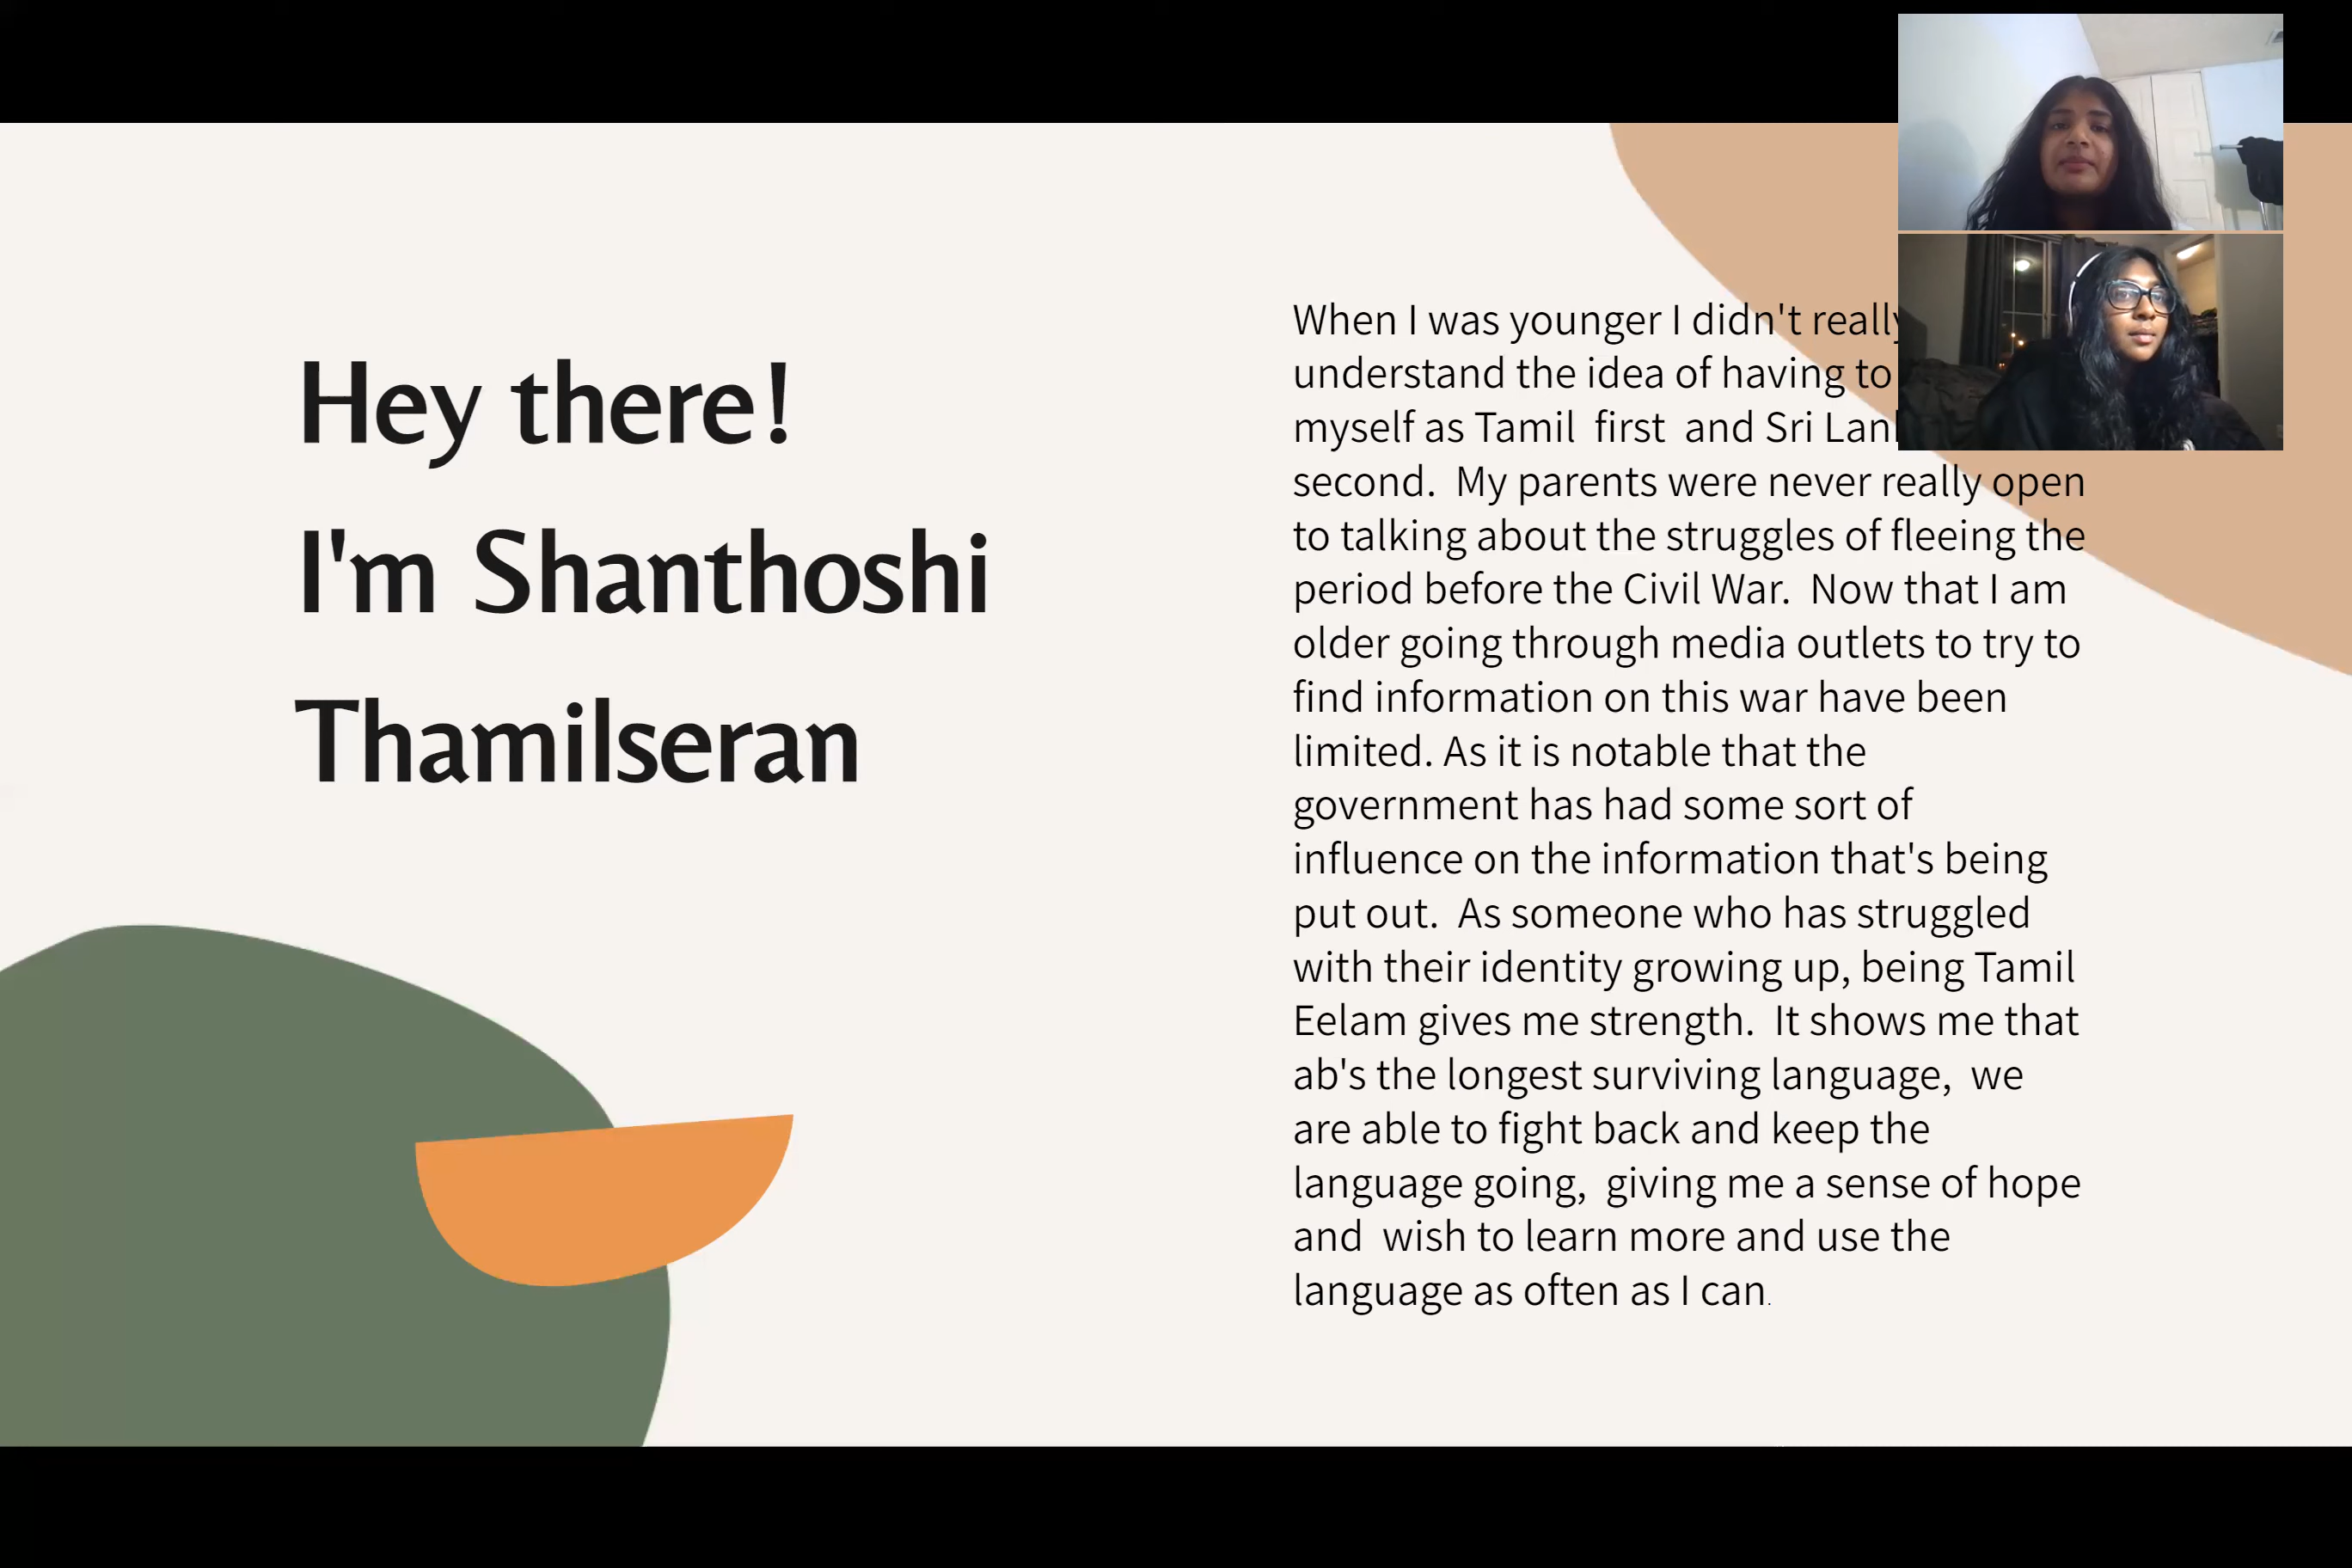 Hey there!
I'm Shanthoshi
Thamilseran
When I was younger I didn't really
understand the idea of having to
myself as Tamil first and Sri
second. My parents were never really open
to talking about the struggles of fleeing the
period before the Civil War. Now that I am
older going through media outlets to try to
find information on this war have been
limited. As it is notable that the
government has had some sort of
influence on the information that's being
put out. As someone who has struggled
with their identity growing up, being Tamil
Eelam gives me strength. It shows me that
ab's the longest surviving language, we
are able to fight back and keep the
language going, giving me a sense of hope
and wish to learn more and use the
language as often as I can.